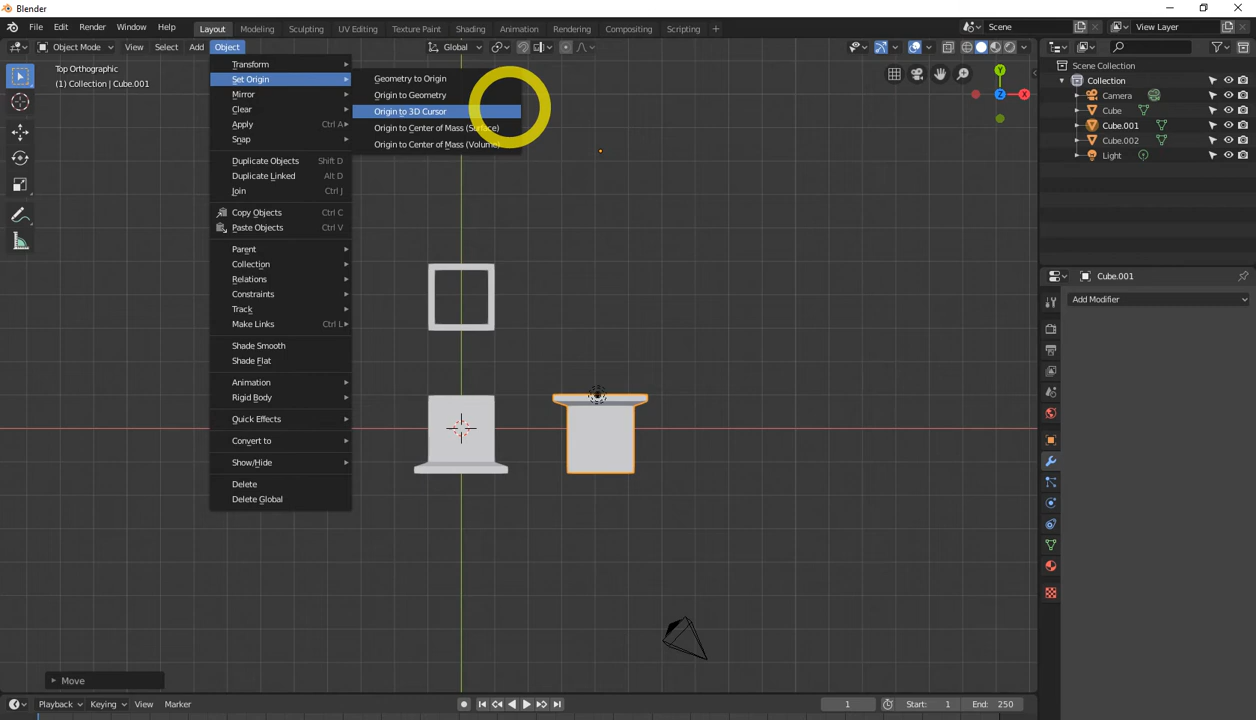 Blender
File Edit Render Window Help Layout Modeling Sculpting UV Editing Texture Paint Shading Animation Rendering Compositing Scripting + Scene View Layer
Object Mode View Select Add Object Global
Top Orthographic
(1) Collection | Cube.001
Transform
Set Origin
Mirror
Clear
Apply Ctrl A
Snap
Duplicate Objects Shift D
Duplicate Linked Alt D
Join Ctrl J
Copy Objects Ctrl C
Paste Objects Ctrl V
Parent
Collection
Relations
Constraints
Track
Make Links Ctrl L
Shade Smooth
Shade Flat
Animation
Rigid Body
Quick Effects
Convert to
Show/Hide
Delete
Delete Global
Geometry to Origin
Origin to Geometry
Origin to 3D Cursor
Origin to Center of Mass (Surface)
Origin to Center of Mass (Volume)
Y
Z
X
Scene Collection
Collection
Camera
Cube
Cube.001
Cube.002
Light
Cube.001
Add Modifier
Move
Playback Keying View Marker 1 Start: 1 End: 250